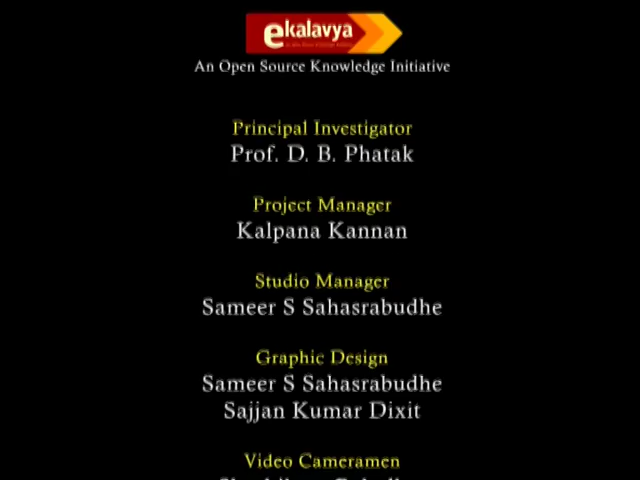 ekalavya
An Open Source Knowledge Initiative
Principal Investigator
Prof. D. B. Phatak
Project Manager
Kalpana Kannan
Studio Manager
Sameer S Sahasrabudhe
Graphic Design
Sameer S Sahasrabudhe
Sajjan Kumar Dixit
Video Cameramen